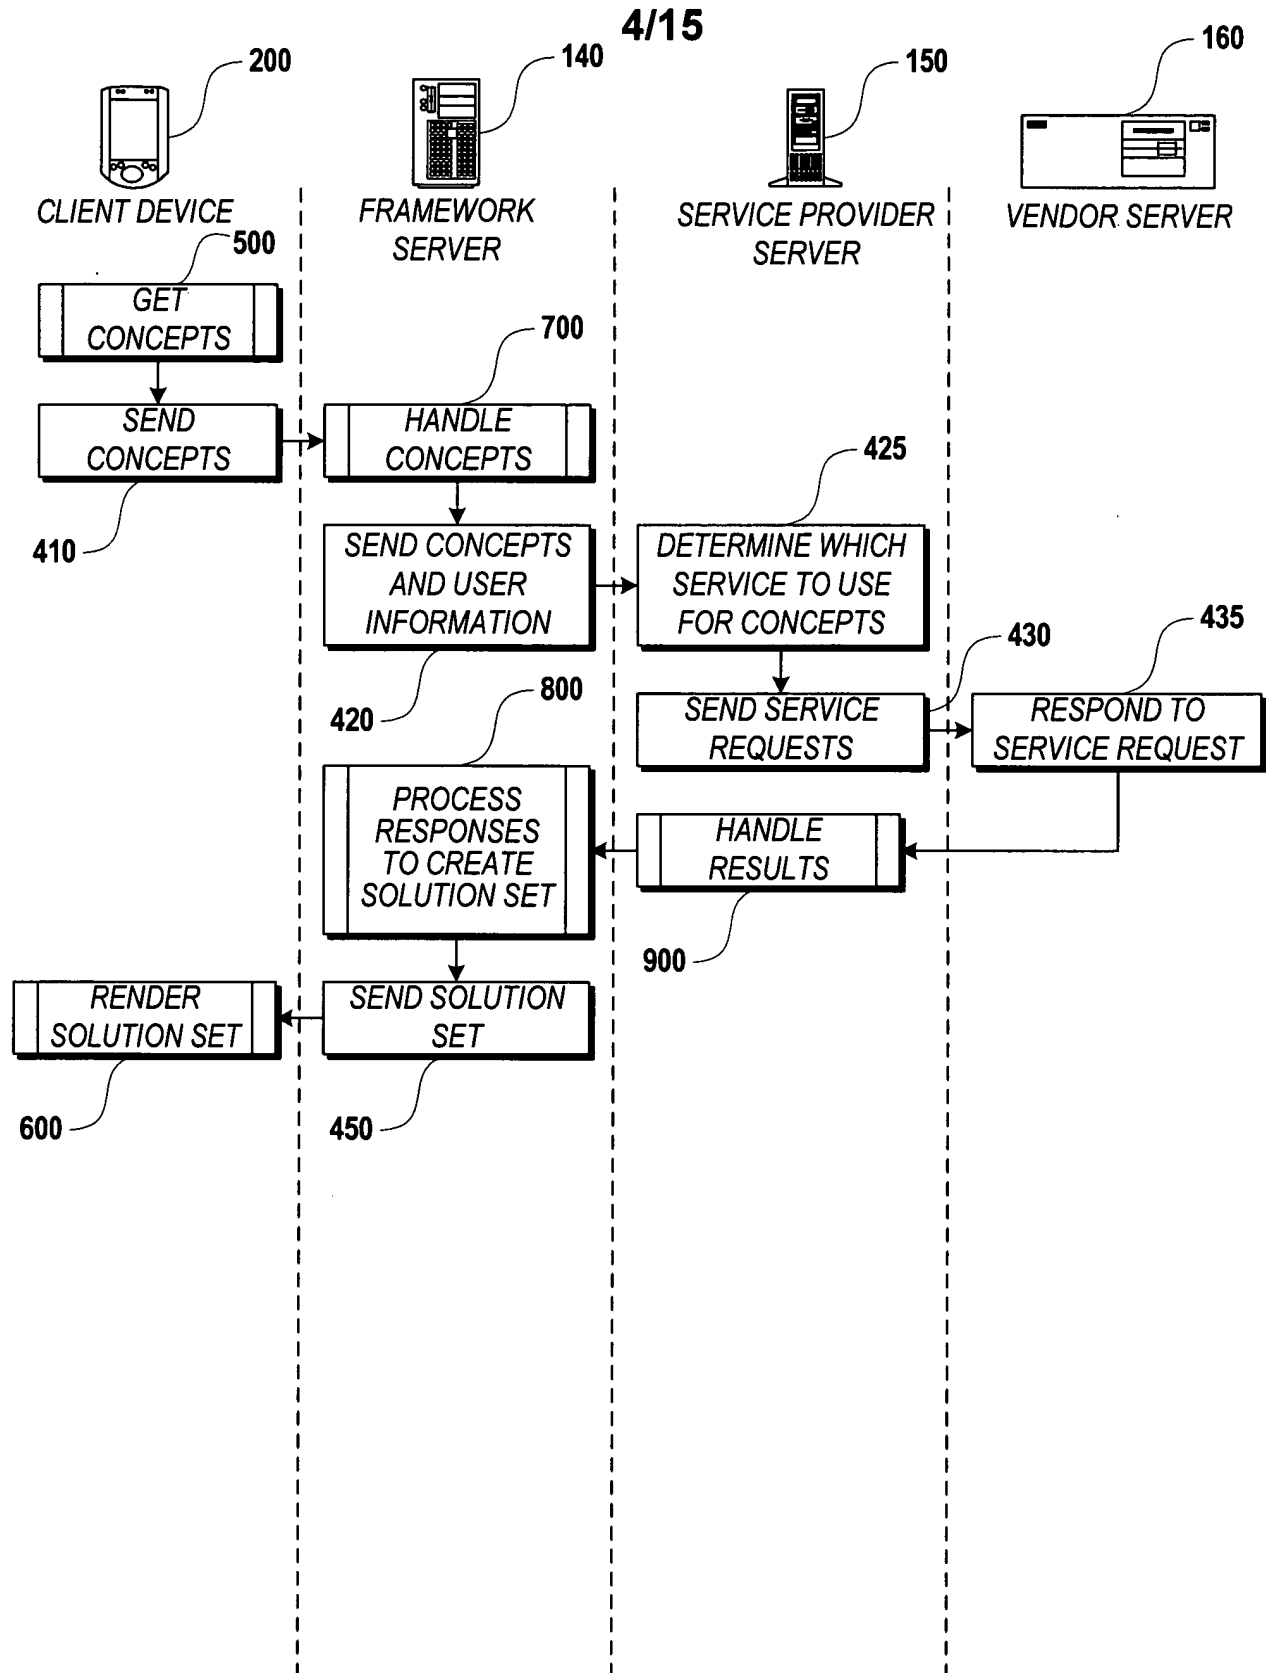 4/15
200
140
150
160
CLIENT DEVICE
FRAMEWORK
SERVER
SERVICE PROVIDER
SERVER
VENDOR SERVER
500
GET
CONCEPTS
700
SEND
CONCEPTS
HANDLE
CONCEPTS
410
425
SEND CONCEPTS
AND USER
INFORMATION
DETERMINE WHICH
SERVICE TO USE
FOR CONCEPTS
420
430
435
800
SEND SERVICE
REQUESTS
RESPOND TO
SERVICE REQUEST
PROCESS
RESPONSES
TO CREATE
SOLUTION SET
HANDLE
RESULTS
900
RENDER
SOLUTION SET
SEND SOLUTION
SET
600
450